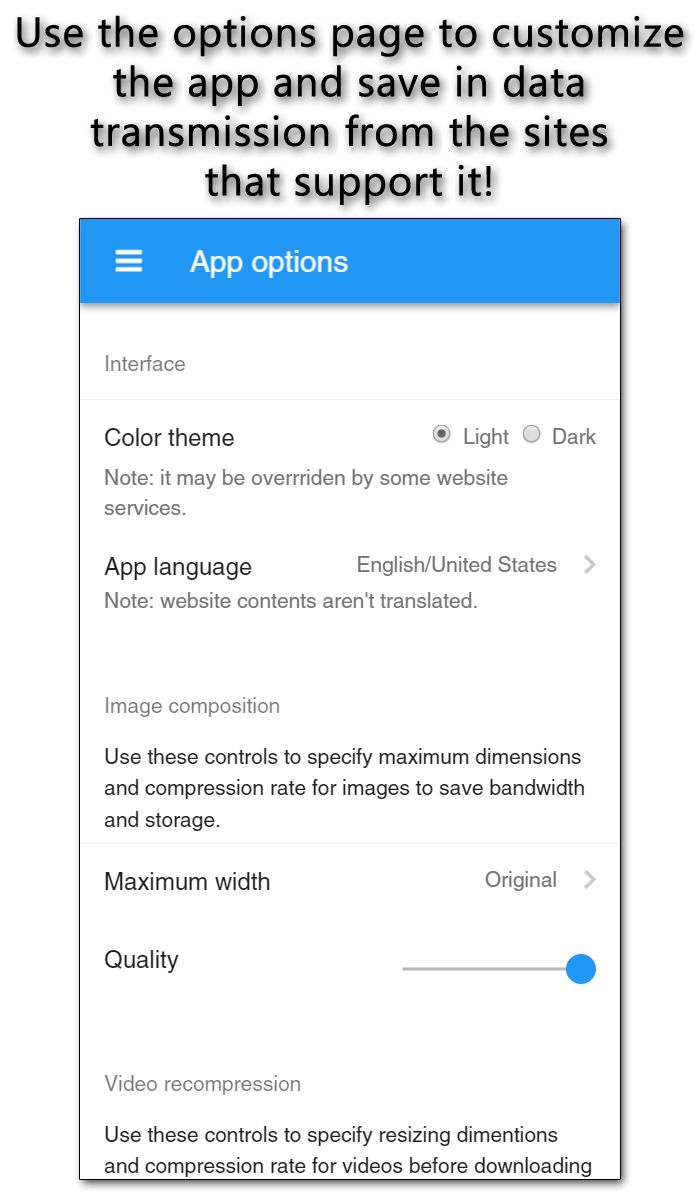 Use the options page to customize
the app and save in data
transmission from the sites
that support it!
App options
Interface
Color theme Light Dark
Note: it may be overrriden by some website
services.
App language English/United States
Note: website contents aren't translated.
Image composition
Use these controls to specify maximum dimensions
and compression rate for images to save bandwidth
and storage.
Maximum width Original
Quality
Video recompression
Use these controls to specify resizing dimentions
and compression rate for videos before downloading